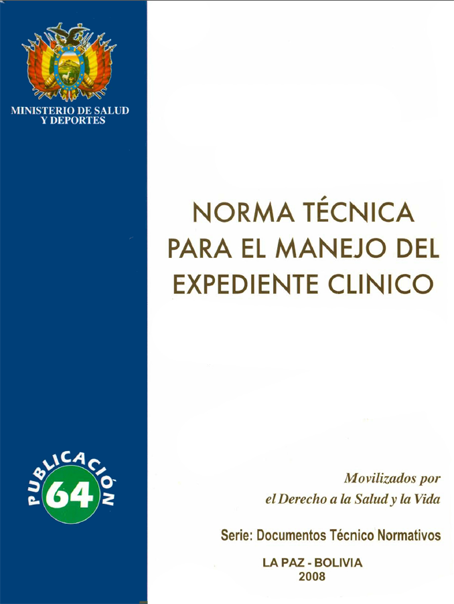 MINISTERIO DE SALUD
Y DEPORTES
NORMA TÉCNICA
PARA EL MANEJO DEL
EXPEDIENTE CLINICO
PUBLICACIÓN
64
Movilizados por
el Derecho a la Salud y la Vida
Serie: Documentos Técnico Normativos
LA PAZ - BOLIVIA
2008